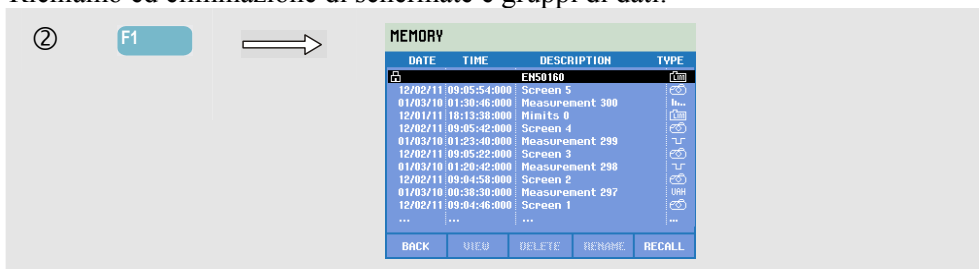 Richiamo ed eliminazione di schermate e gruppi di dati:
② F1
MEMORY
DATE TIME DESCRIPTION TYPE
EN50160
12/02/11 09:05:54:000 Screen 5
01/03/10 01:30:46:000 Measurement 300
12/01/11 18:13:38:000 Mimits 0
12/02/11 09:05:42:000 Screen 4
01/03/10 01:23:40:000 Measurement 299
12/02/11 09:05:22:000 Screen 3
01/03/10 01:20:42:000 Measurement 298
12/02/11 09:04:58:000 Screen 2
01/03/10 00:38:30:000 Measurement 297 VAH
12/02/11 09:04:46:000 Screen 1
... ... ... ...
BACK VIEW DELETE RENAME RECALL